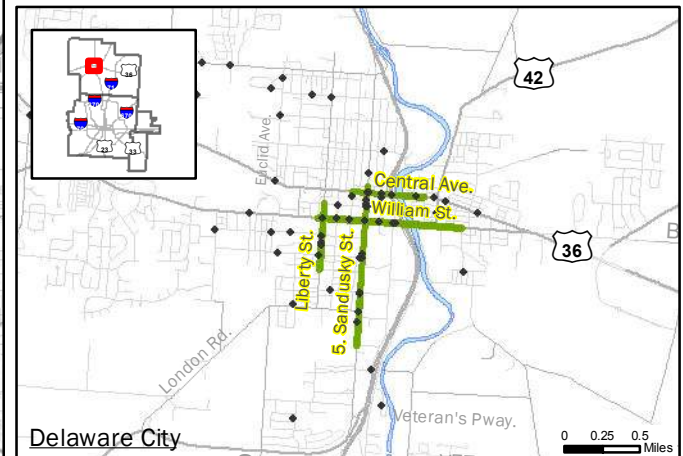 36
23
33
42
Euclid Ave.
Central Ave.
William St.
36
B
Liberty St.
5. Sandusky St.
London Rd.
Veteran's Pway.
Delaware City
0 0.25 0.5
Miles